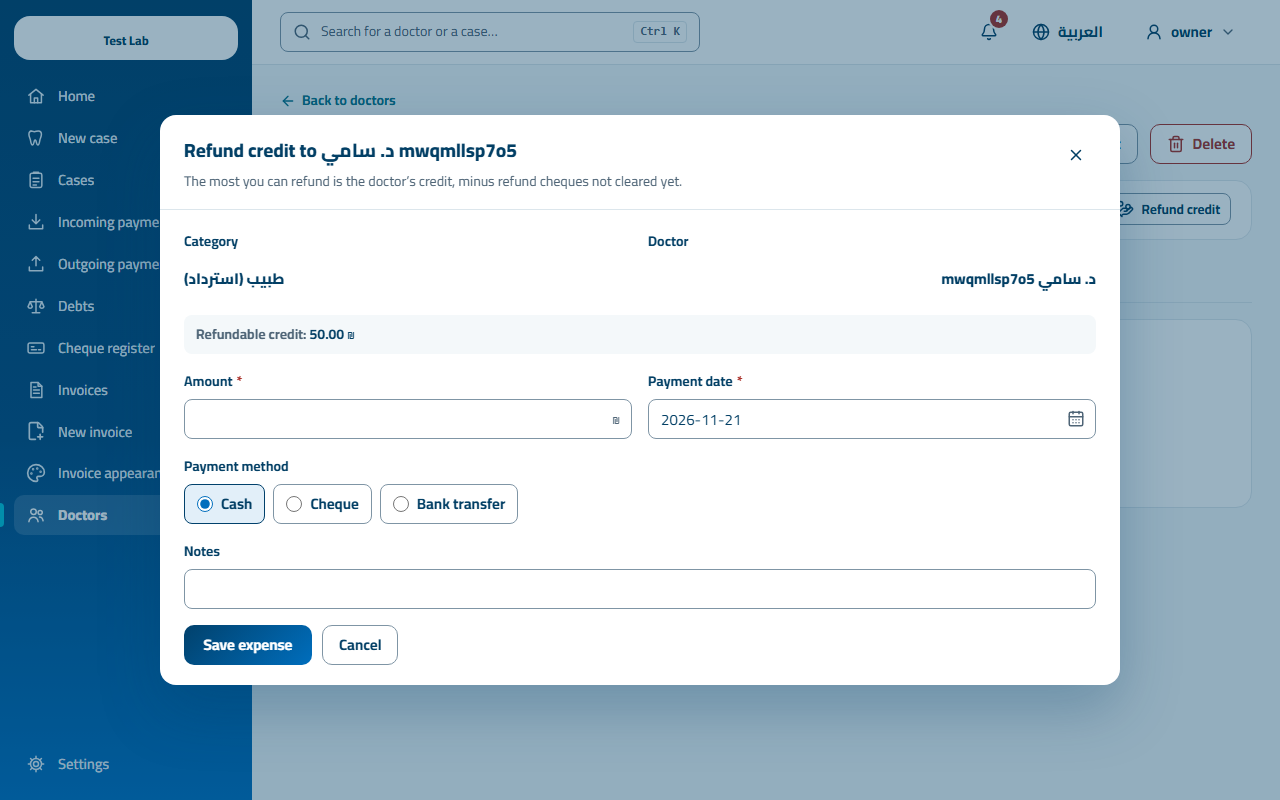 Test Lab
Search for a doctor or a case...
Ctrl K
4
العربية
owner
Home
New case
Cases
Incoming payme
Outgoing payme
Debts
Cheque register
Invoices
New invoice
Invoice appearan
Doctors
Settings
Back to doctors
Delete
Refund credit
Refund credit to د. سامي mwqmllsp7o5
The most you can refund is the doctor's credit, minus refund cheques not cleared yet.
Category
Doctor
طبيب (استرداد)
د. سامي mwqmllsp7o5
Refundable credit: 50.00 ₪
Amount *
Payment date *
₪
2026-11-21
Payment method
Cash
Cheque
Bank transfer
Notes
Save expense
Cancel